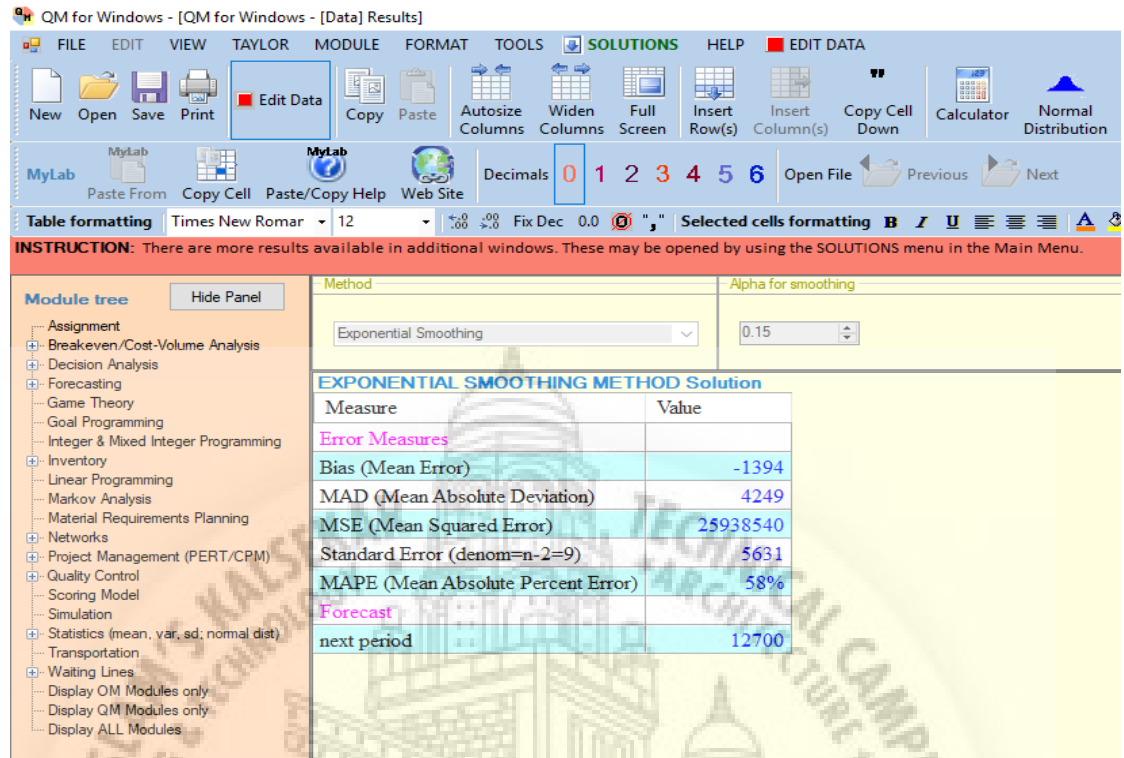 QM for Windows - [QM for Windows - [Data] Results]
FILE EDIT VIEW TAYLOR MODULE FORMAT TOOLS SOLUTIONS HELP EDIT DATA
New Open Save Print Edit Data Copy Paste Autosize Columns Widen Columns Full Screen Insert Row(s) Insert Column(s) Copy Cell Down Calculator Normal Distribution
MyLab MyLab Paste From Copy Cell MyLab Paste/Copy Help Web Site Decimals 0 1 2 3 4 5 6 Open File Previous Next
Table formatting Times New Romar 12 Fix Dec 0.0 "," Selected cells formatting B I U A
INSTRUCTION: There are more results available in additional windows. These may be opened by using the SOLUTIONS menu in the Main Menu.
Module tree Hide Panel
Assignment
Breakeven/Cost-Volume Analysis
Decision Analysis
Forecasting
Game Theory
Goal Programming
Integer & Mixed Integer Programming
Inventory
Linear Programming
Markov Analysis
Material Requirements Planning
Networks
Project Management (PERT/CPM)
Quality Control
Scoring Model
Simulation
Statistics (mean, var, sd; normal dist)
Transportation
Waiting Lines
Display OM Modules only
Display QM Modules only
Display ALL Modules
Method
Exponential Smoothing
Alpha for smoothing
0.15
EXPONENTIAL SMOOTHING METHOD Solution
Measure Value
Error Measures
Bias (Mean Error) -1394
MAD (Mean Absolute Deviation) 4249
MSE (Mean Squared Error) 25938540
Standard Error (denom=n-2=9) 5631
MAPE (Mean Absolute Percent Error) 58%
Forecast
next period 12700